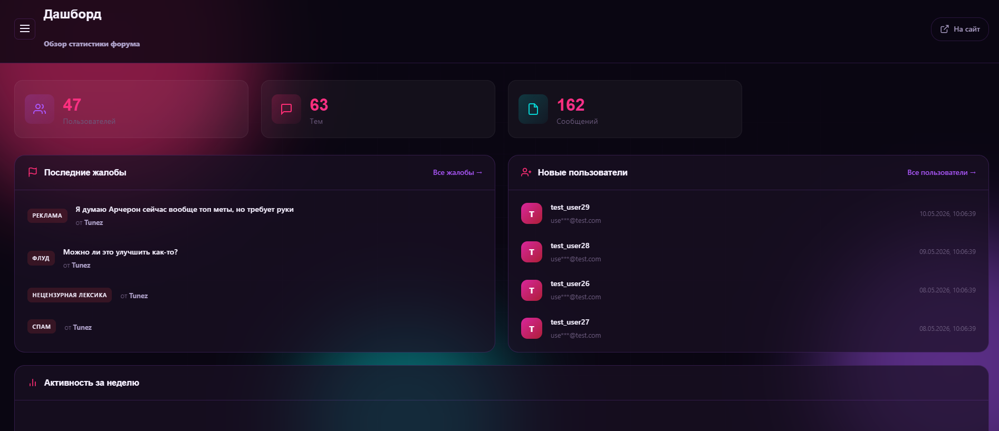 Дашборд
Обзор статистики форума
На сайт
47
Пользователей
63
Тем
162
Сообщений
Последние жалобы
Все жалобы →
РЕКЛАМА
Я думаю Арчерон сейчас вообще топ меты, но требует руки
от Tunez
ФЛУД
Можно ли это улучшить как-то?
от Tunez
НЕЦЕНЗУРНАЯ ЛЕКСИКА
от Tunez
СПАМ
от Tunez
Новые пользователи
Все пользователи →
T
test_user29
use***@test.com
10.05.2026, 10:06:39
T
test_user28
use***@test.com
09.05.2026, 10:06:39
T
test_user26
use***@test.com
08.05.2026, 10:06:39
T
test_user27
use***@test.com
08.05.2026, 10:06:39
Активность за неделю